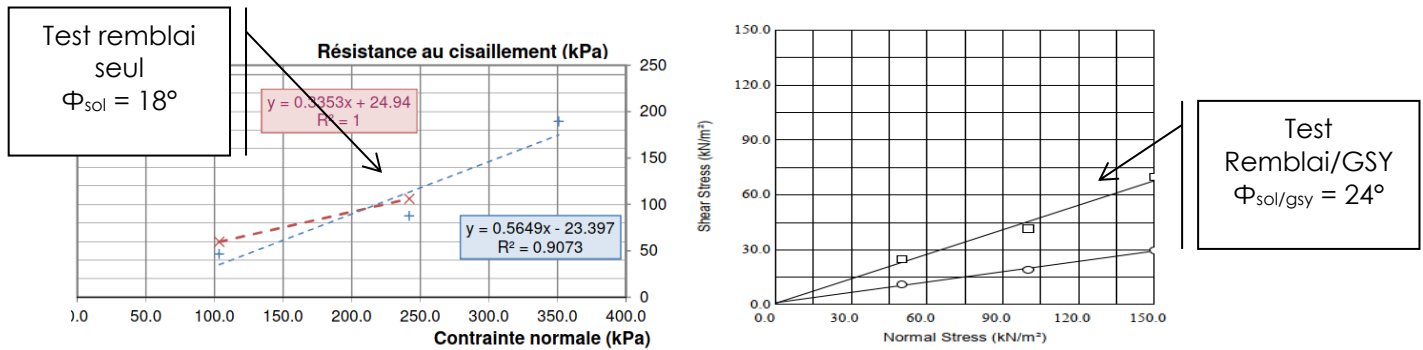 Test remblai
seul
Φsol = 18°
Résistance au cisaillement (kPa)
y = 0.3353x + 24.94
R² = 1
y = 0.5649x - 23.397
R² = 0.9073
250
200
150
100
50
0
).0 50.0 100.0 150.0 200.0 250.0 300.0 350.0 400.0
Contrainte normale (kPa)
Shear Stress (kN/m²)
150.0
120.0
90.0
60.0
30.0
0.0
0.0 30.0 60.0 90.0 120.0 150.0
Normal Stress (kN/m²)
Test
Remblai/GSY
Φsol/gsy = 24°